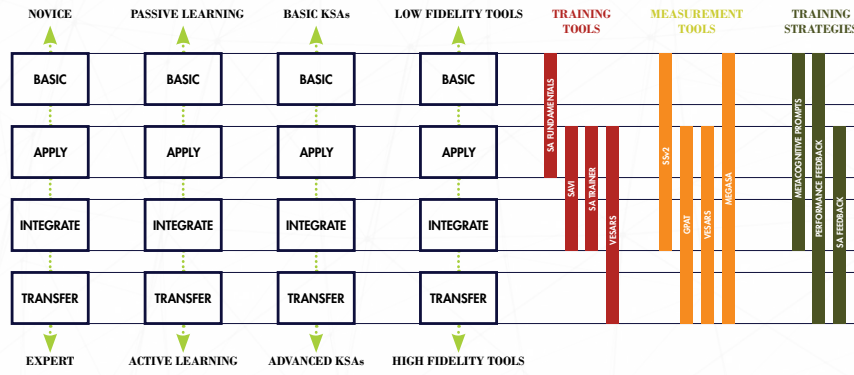 NOVICE
PASSIVE LEARNING
BASIC KSAs
LOW FIDELITY TOOLS
TRAINING
TOOLS
MEASUREMENT
TOOLS
TRAINING
STRATEGIES
BASIC
BASIC
BASIC
BASIC
APPLY
APPLY
APPLY
APPLY
INTEGRATE
INTEGRATE
INTEGRATE
INTEGRATE
TRANSFER
TRANSFER
TRANSFER
TRANSFER
EXPERT
ACTIVE LEARNING
ADVANCED KSAs
HIGH FIDELITY TOOLS
SA FUNDAMENTALS
SAVI
SA TRAINER
VESARS
SSv2
GPAT
VESARS
MEGASA
METACOGNITIVE PROMPTS
PERFORMANCE FEEDBACK
SA FEEDBACK